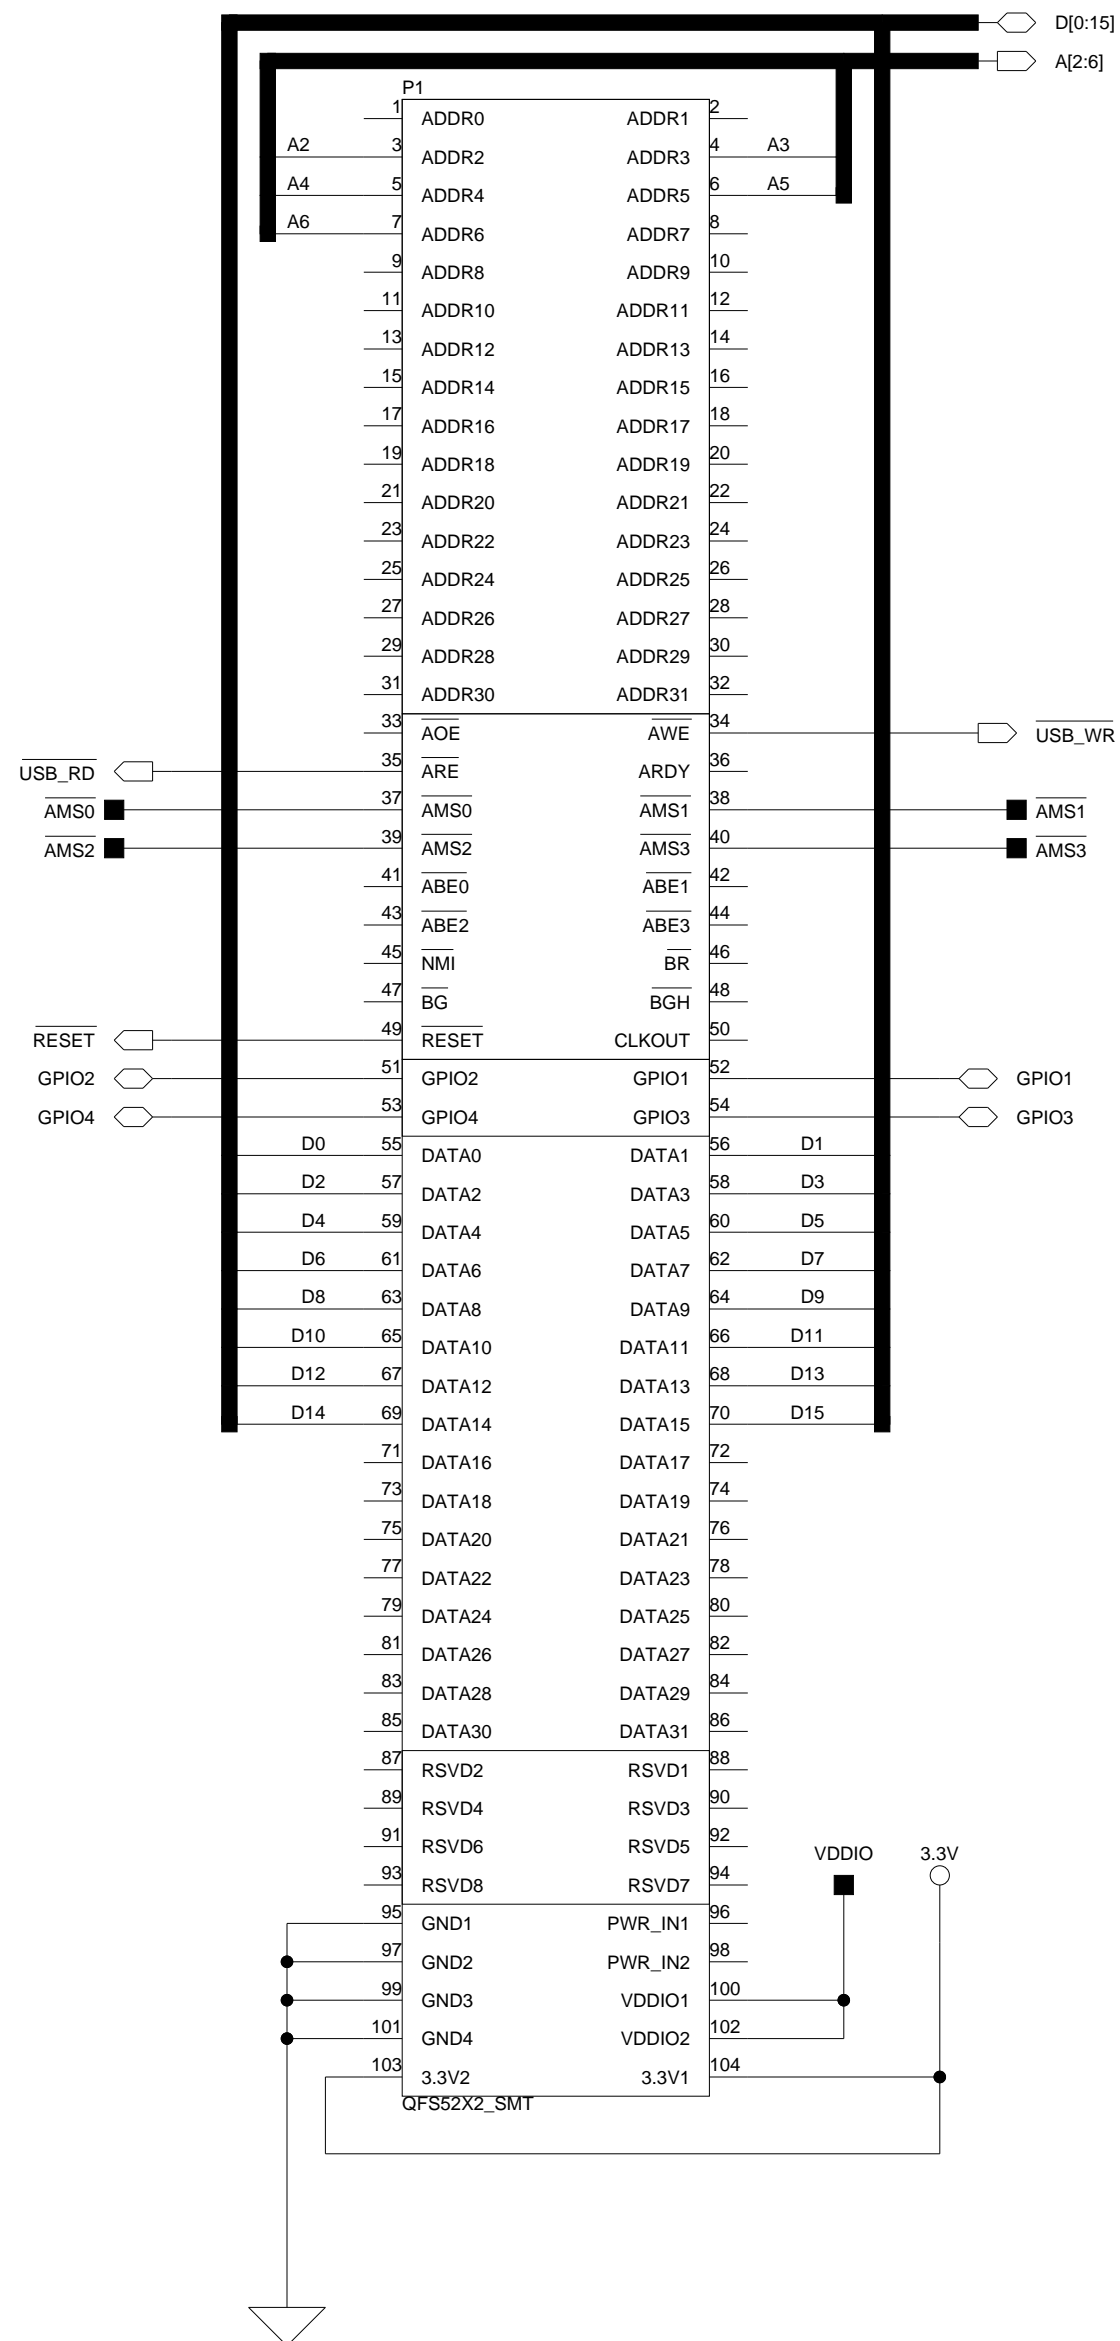 D[0:15]
A[2:6]
P1
1 ADDR0 ADDR1 2
A2 3 ADDR2 ADDR3 4 A3
A4 5 ADDR4 ADDR5 6 A5
A6 7 ADDR6 ADDR7 8
9 ADDR8 ADDR9 10
11 ADDR10 ADDR11 12
13 ADDR12 ADDR13 14
15 ADDR14 ADDR15 16
17 ADDR16 ADDR17 18
19 ADDR18 ADDR19 20
21 ADDR20 ADDR21 22
23 ADDR22 ADDR23 24
25 ADDR24 ADDR25 26
27 ADDR26 ADDR27 28
29 ADDR28 ADDR29 30
31 ADDR30 ADDR31 32
33 AOE AWE 34 USB_WR
USB_RD 35 ARE ARDY 36
AMS0 37 AMS0 AMS1 38 AMS1
AMS2 39 AMS2 AMS3 40 AMS3
41 ABE0 ABE1 42
43 ABE2 ABE3 44
45 NMI BR 46
47 BG BGH 48
RESET 49 RESET CLKOUT 50
GPIO2 51 GPIO2 GPIO1 52 GPIO1
GPIO4 53 GPIO4 GPIO3 54 GPIO3
D0 55 DATA0 DATA1 56 D1
D2 57 DATA2 DATA3 58 D3
D4 59 DATA4 DATA5 60 D5
D6 61 DATA6 DATA7 62 D7
D8 63 DATA8 DATA9 64 D9
D10 65 DATA10 DATA11 66 D11
D12 67 DATA12 DATA13 68 D13
D14 69 DATA14 DATA15 70 D15
71 DATA16 DATA17 72
73 DATA18 DATA19 74
75 DATA20 DATA21 76
77 DATA22 DATA23 78
79 DATA24 DATA25 80
81 DATA26 DATA27 82
83 DATA28 DATA29 84
85 DATA30 DATA31 86
87 RSVD2 RSVD1 88
89 RSVD4 RSVD3 90
91 RSVD6 RSVD5 92
VDDIO 3.3V
93 RSVD8 RSVD7 94
95 GND1 PWR_IN1 96
97 GND2 PWR_IN2 98
99 GND3 VDDIO1 100
101 GND4 VDDIO2 102
103 3.3V2 3.3V1 104
QFS52X2_SMT